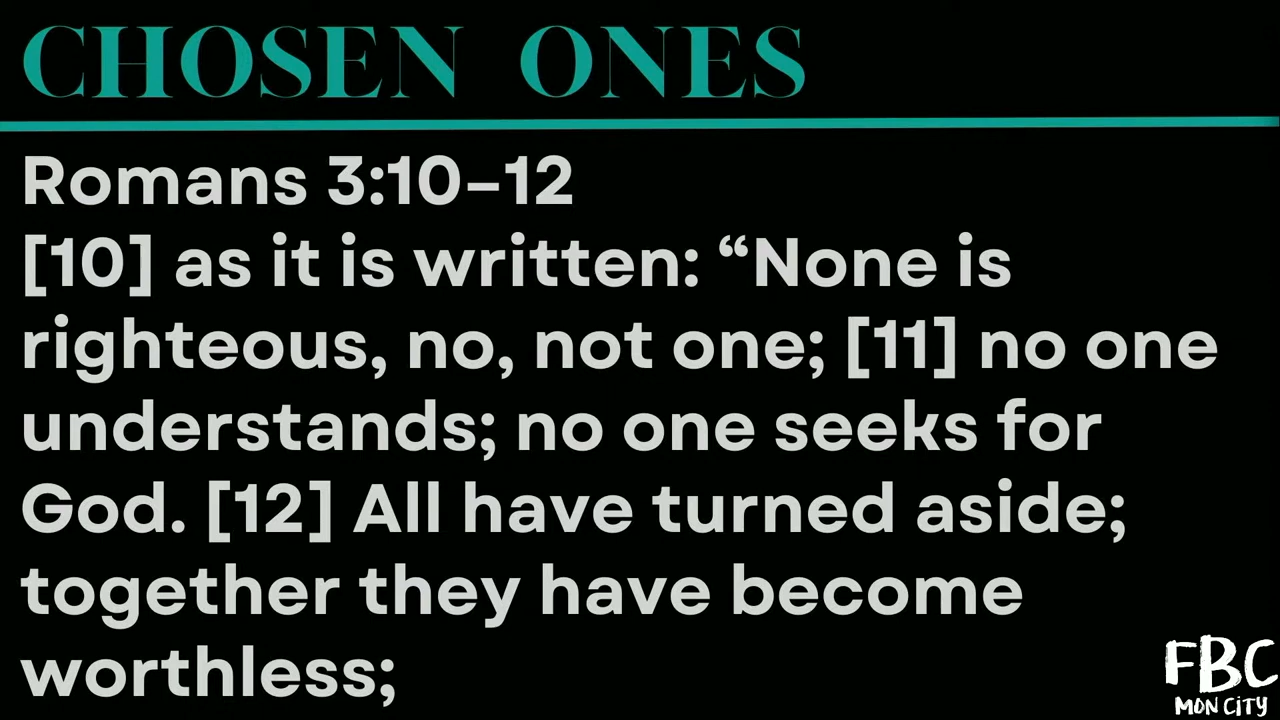 CHOSEN ONES
Romans 3:10–12
[10] as it is written: “None is
righteous, no, not one; [11] no one
understands; no one seeks for
God. [12] All have turned aside;
together they have become
worthless;
FBC
MON CITY